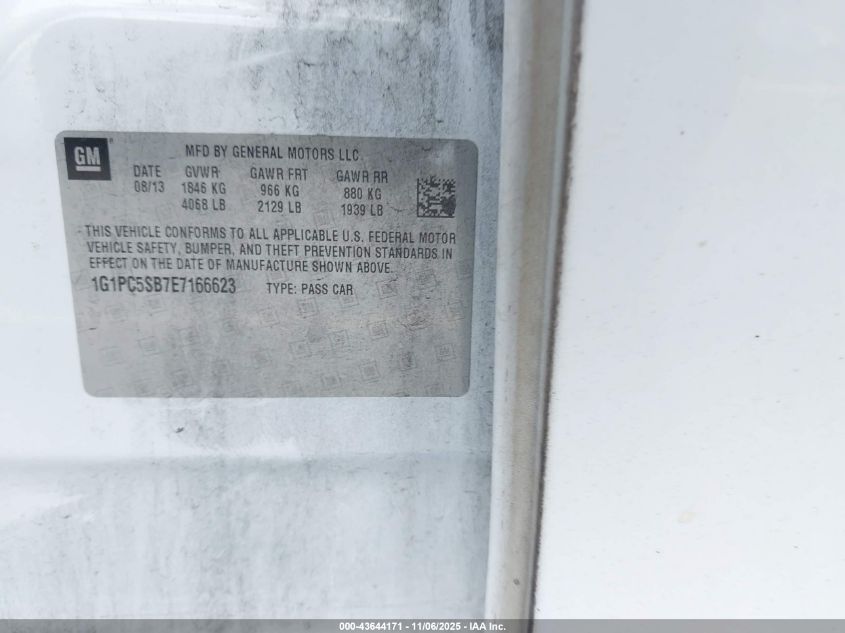 GM
MFD BY GENERAL MOTORS LLC
DATE GVWR GAWR FRT GAWR RR
08/13 1846 KG 966 KG 880 KG
4068 LB 2129 LB 1939 LB
THIS VEHICLE CONFORMS TO ALL APPLICABLE U.S. FEDERAL MOTOR
VEHICLE SAFETY, BUMPER, AND THEFT PREVENTION STANDARDS IN
EFFECT ON THE DATE OF MANUFACTURE SHOWN ABOVE.
1G1PC5SB7E7166623 TYPE: PASS CAR
000-43644171 - 11/06/2025 - IAA Inc.